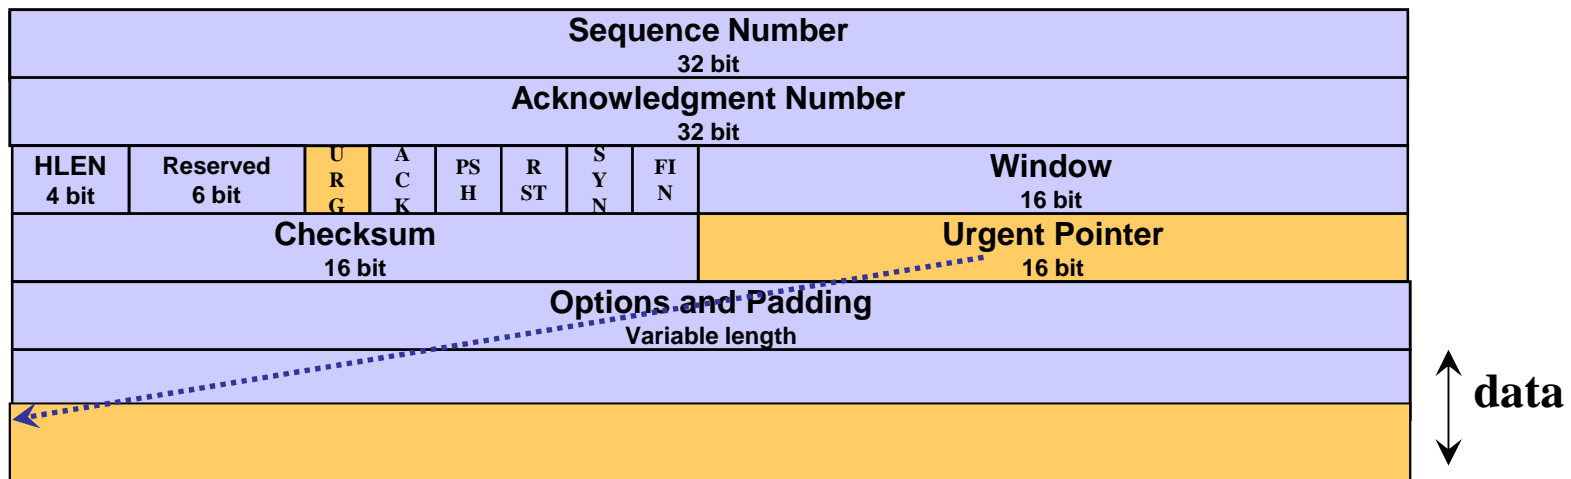 Sequence Number
32 bit
Acknowledgment Number
32 bit
HLEN
4 bit
Reserved
6 bit
U
R
G
A
C
K
PS
H
R
ST
S
Y
N
FI
N
Window
16 bit
Checksum
16 bit
Urgent Pointer
16 bit
Options and Padding
Variable length
data